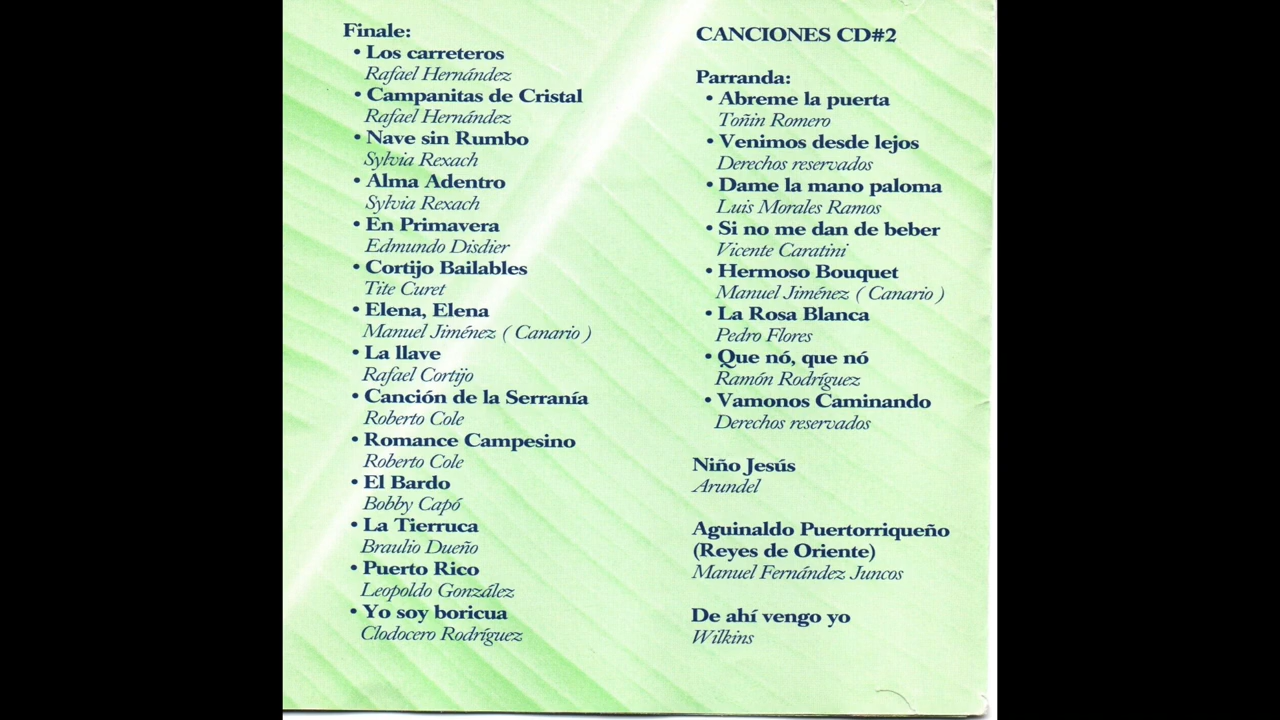 Finale:
• Los carreteros
Rafael Hernández
• Campanitas de Cristal
Rafael Hernández
• Nave sin Rumbo
Sylvia Rexach
• Alma Adentro
Sylvia Rexach
• En Primavera
Edmundo Disdier
• Cortijo Bailables
Tite Curet
• Elena, Elena
Manuel Jiménez ( Canario )
• La llave
Rafael Cortijo
• Canción de la Serranía
Roberto Cole
• Romance Campesino
Roberto Cole
• El Bardo
Bobby Capó
• La Tierruca
Braulio Dueño
• Puerto Rico
Leopoldo González
• Yo soy boricua
Clodocero Rodríguez
CANCIONES CD#2
Parranda:
• Abreme la puerta
Toñin Romero
• Venimos desde lejos
Derechos reservados
• Dame la mano paloma
Luis Morales Ramos
• Si no me dan de beber
Vicente Caratini
• Hermoso Bouquet
Manuel Jiménez ( Canario )
• La Rosa Blanca
Pedro Flores
• Que nó, que nó
Ramón Rodríguez
• Vamonos Caminando
Derechos reservados
Niño Jesús
Arundel
Aguinaldo Puertorriqueño
(Reyes de Oriente)
Manuel Fernández Juncos
De ahí vengo yo
Wilkins